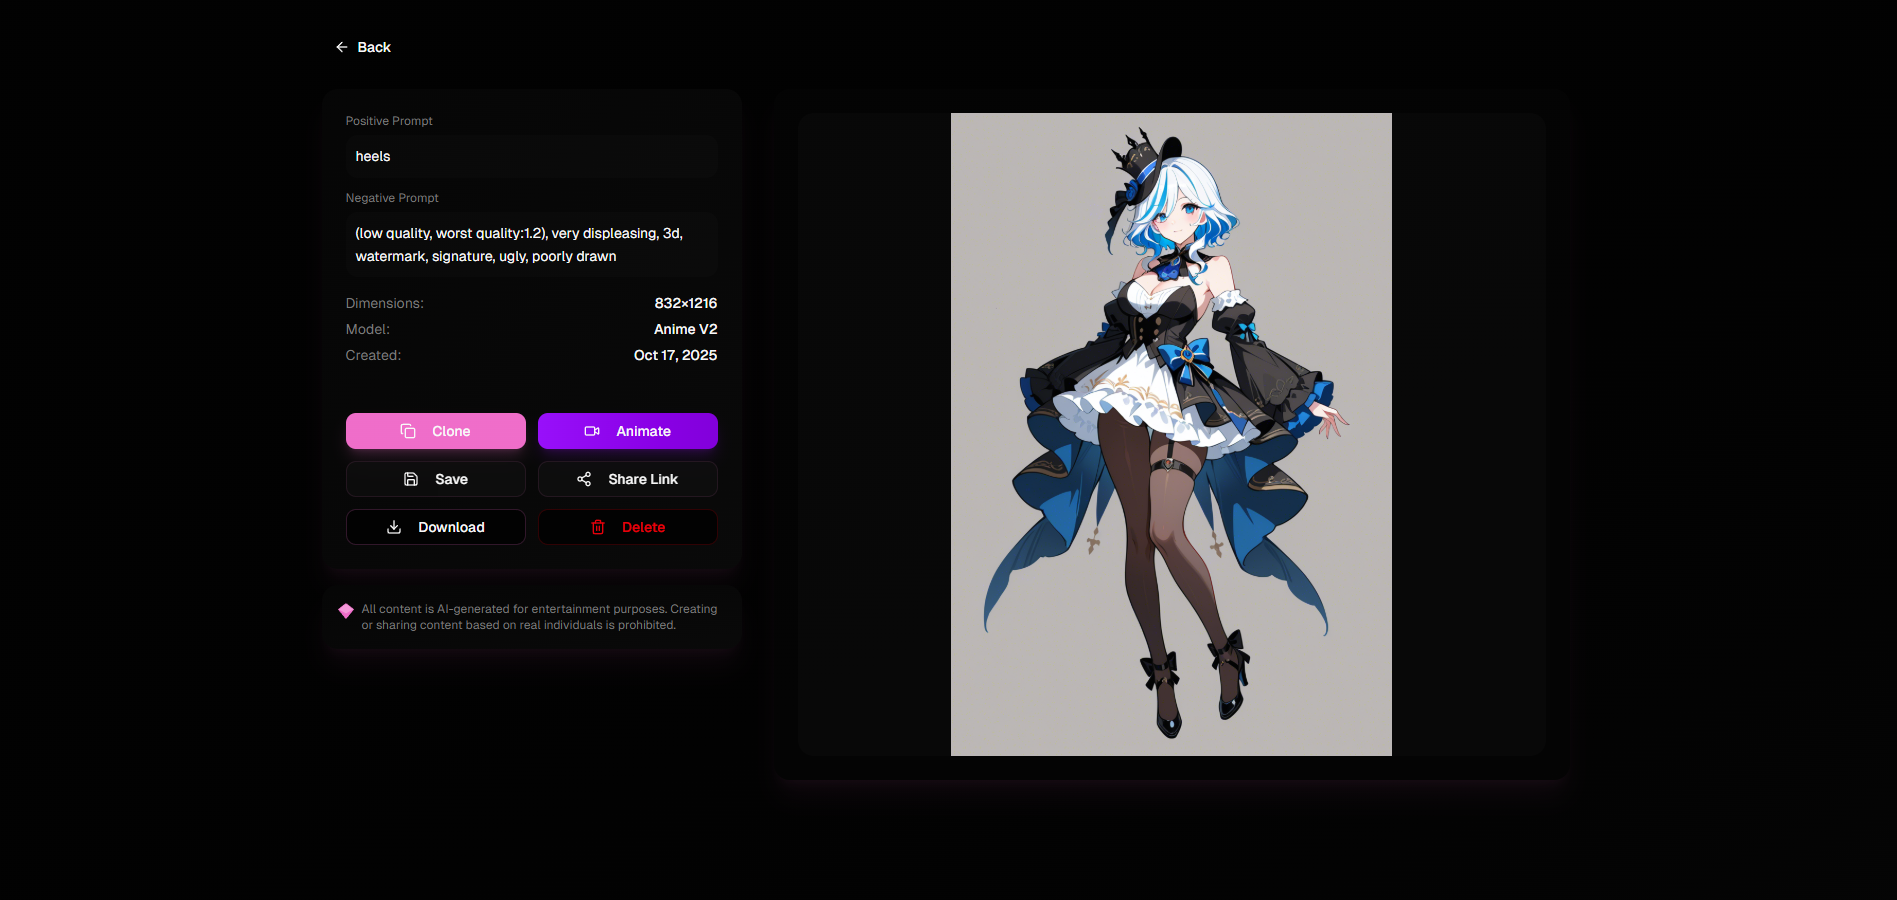 Back
Positive Prompt
heels
Negative Prompt
(low quality, worst quality:1.2), very displeasing, 3d,
watermark, signature, ugly, poorly drawn
Dimensions: 832×1216
Model: Anime V2
Created: Oct 17, 2025
Clone
Animate
Save
Share Link
Download
Delete
All content is AI-generated for entertainment purposes. Creating
or sharing content based on real individuals is prohibited.